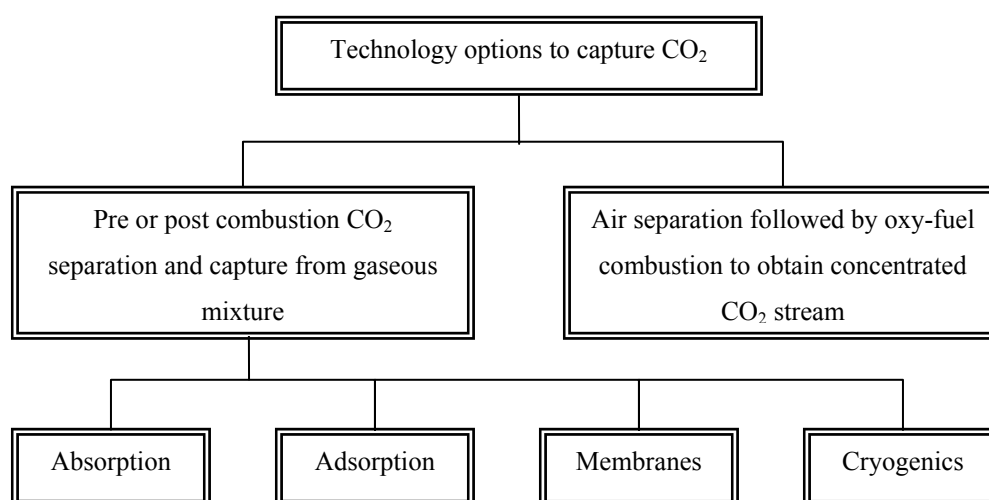 Technology options to capture CO₂
Pre or post combustion CO₂
separation and capture from gaseous
mixture
Air separation followed by oxy-fuel
combustion to obtain concentrated
CO₂ stream
Absorption
Adsorption
Membranes
Cryogenics